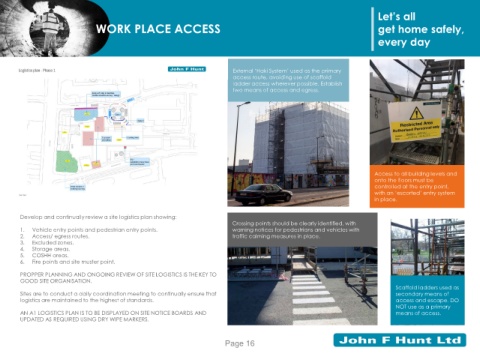 WORK PLACE ACCESS
Let's all
get home safely,
every day
John F Hunt
External 'Haki System' used as the primary
access route, avoiding use of scaffold
ladder access wherever possible. Establish
two means of access and egress.
Restricted Area
Authorised Personnel only
Access to all building levels and
onto the floors must be
controlled at the entry point
with an 'escorted' entry system
in place.
Develop and continually review a site logistics plan showing:
1. Vehicle entry points and pedestrian entry points.
2. Access/ egress routes.
3. Excluded zones.
4. Storage areas.
5. COSHH areas.
6. Fire points and site muster point.
PROPPER PLANNING AND ONGOING REVIEW OF SITE LOGISTICS IS THE KEY TO
GOOD SITE ORGANISATION.
Sites are to conduct a daily coordination meeting to continually ensure that
logistics are maintained to the highest of standards.
AN A1 LOGISTICS PLAN IS TO BE DISPLAYED ON SITE NOTICE BOARDS AND
UPDATED AS REQUIRED USING DRY WIPE MARKERS.
Crossing points should be clearly identified, with
warning notices for pedestrians and vehicles with
traffic calming measures in place.
Scaffold ladders used as
secondary means of
access and escape. DO
NOT use as a primary
means of access.
Page 16
John F Hunt Ltd